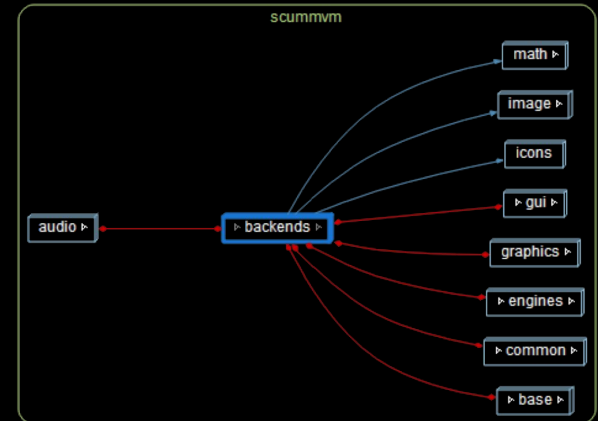 scummvm
math
image
icons
gui
audio
backends
graphics
engines
common
base